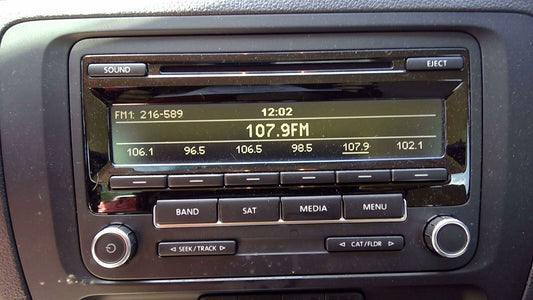 SOUND EJECT
FM1: 216-589 12:02
107.9FM
106.1 96.5 106.5 98.5 107.9 102.1
BAND SAT MEDIA MENU
◁ SEEK/TRACK ▷ ◁ CAT/FLDR ▷